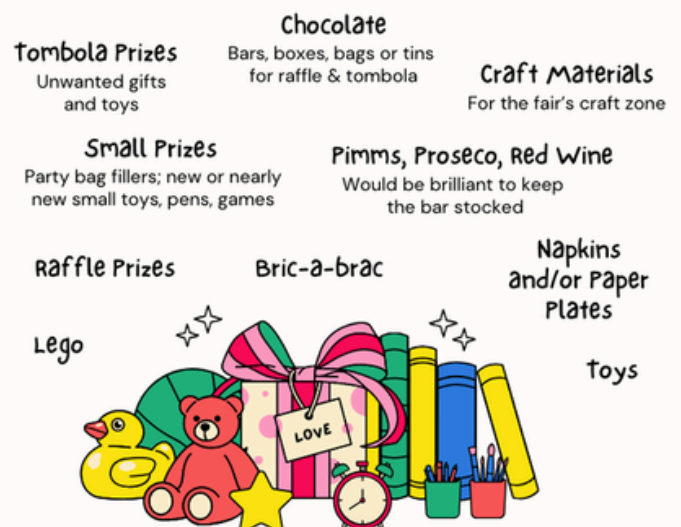 Chocolate
Bars, boxes, bags or tins
for raffle & tombola
Tombola Prizes
Unwanted gifts
and toys
Craft Materials
For the fair's craft zone
Small Prizes
Party bag fillers; new or nearly
new small toys, pens, games
Pimms, Proseco, Red Wine
Would be brilliant to keep
the bar stocked
Raffle Prizes
Bric-a-brac
Napkins
and/or Paper
Plates
Lego
Toys
LOVE